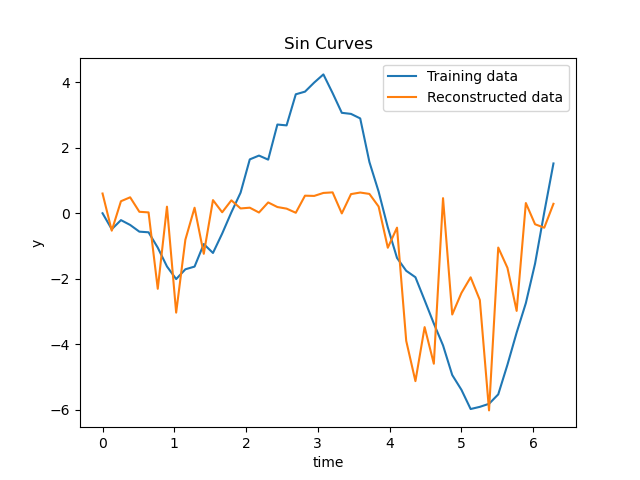 Sin Curves
Training data
Reconstructed data
4
2
0
−2
−4
−6
y
0 1 2 3 4 5 6
time